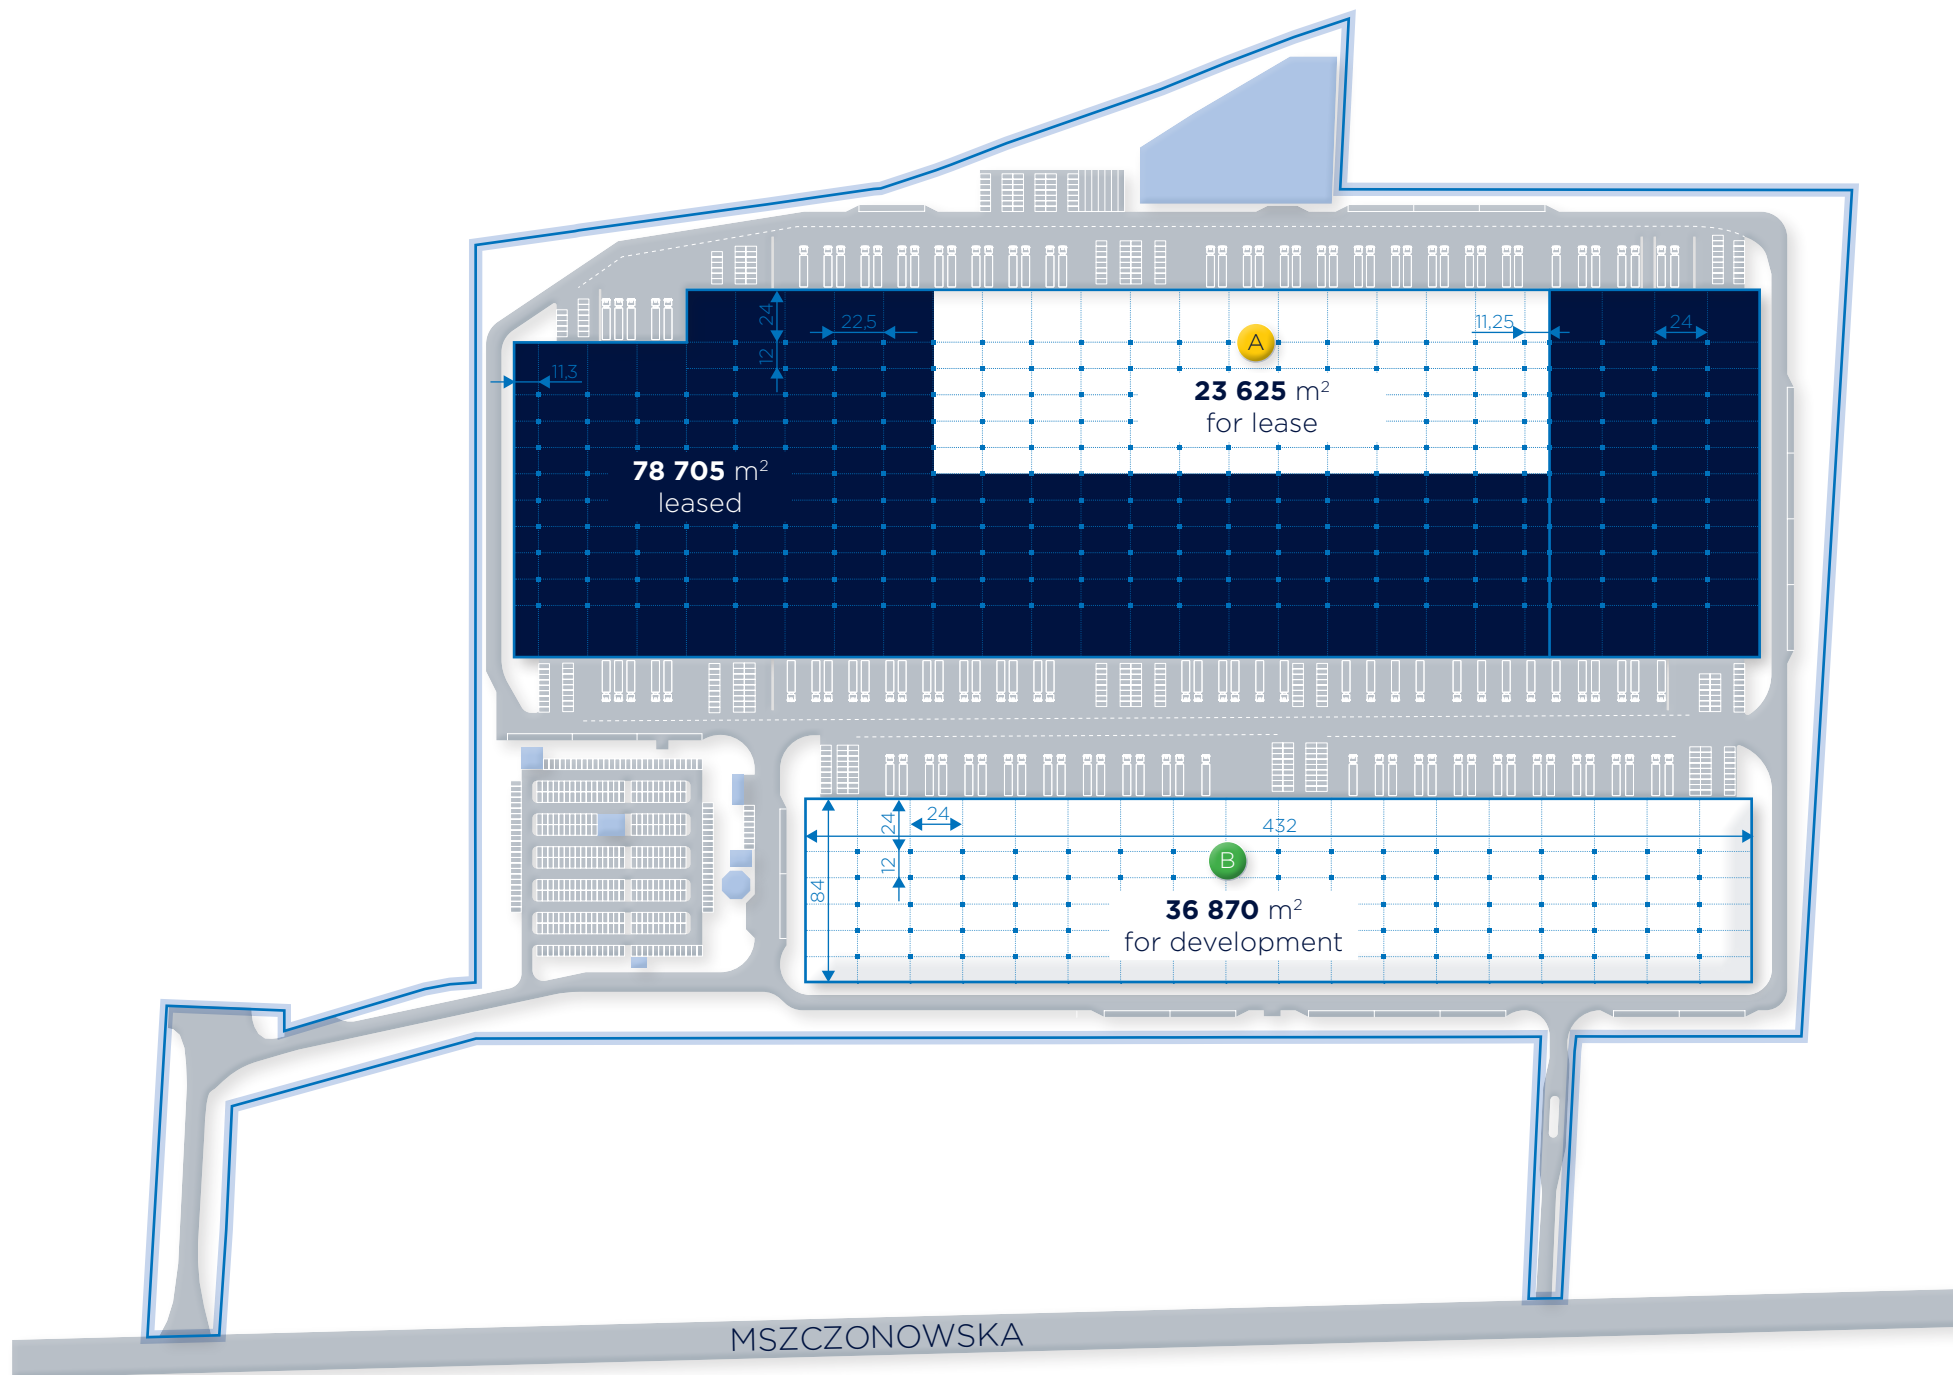 24
22,5
11,25
24
A
12
11,3
23 625 m²
for lease
78 705 m²
leased
24
24
432
12
B
84
36 870 m²
for development
MSZCZONOWSKA